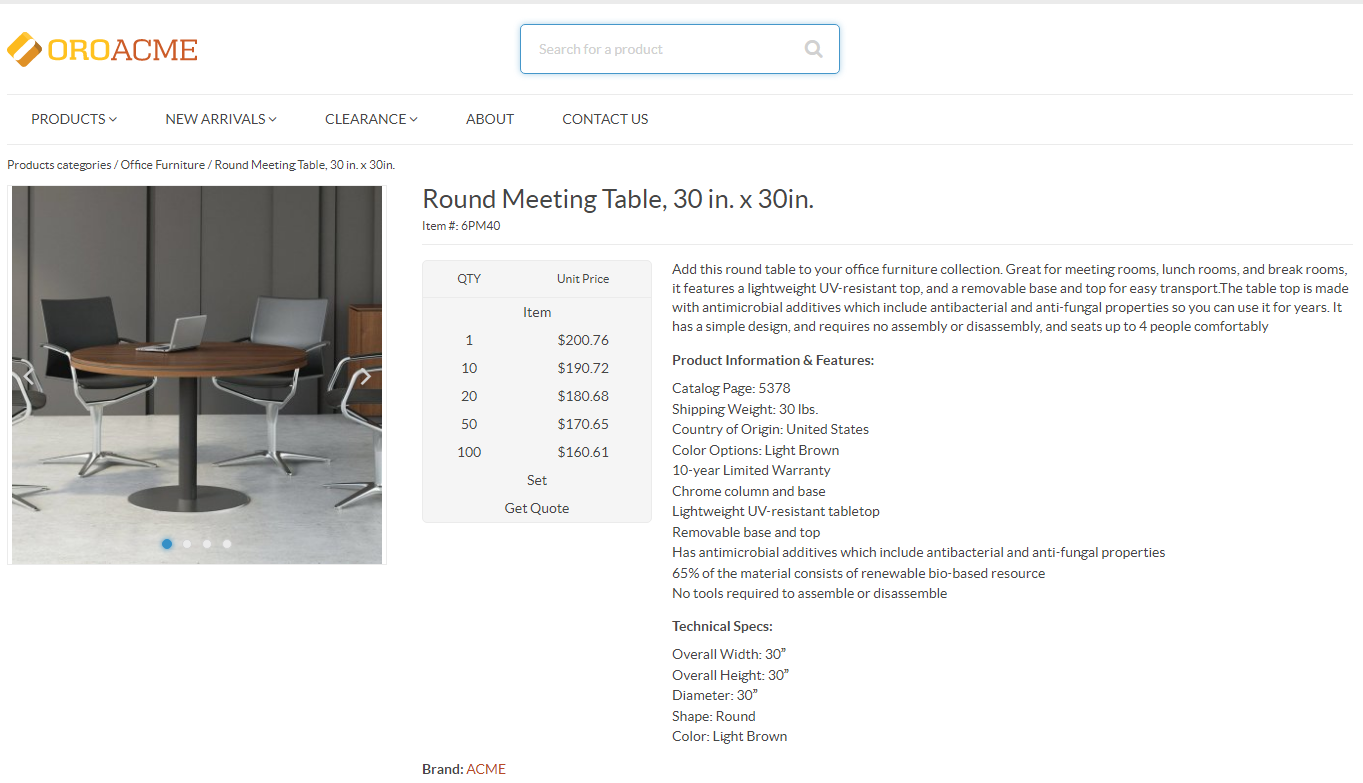 OROACME
Search for a product
PRODUCTS
NEW ARRIVALS
CLEARANCE
ABOUT
CONTACT US
Products categories / Office Furniture / Round Meeting Table, 30 in. x 30in.
Round Meeting Table, 30 in. x 30in.
Item #: 6PM40
QTY Unit Price
Item
1 $200.76
10 $190.72
20 $180.68
50 $170.65
100 $160.61
Set
Get Quote
Add this round table to your office furniture collection. Great for meeting rooms, lunch rooms, and break rooms,
it features a lightweight UV-resistant top, and a removable base and top for easy transport.The table top is made
with antimicrobial additives which include antibacterial and anti-fungal properties so you can use it for years. It
has a simple design, and requires no assembly or disassembly, and seats up to 4 people comfortably
Product Information & Features:
Catalog Page: 5378
Shipping Weight: 30 lbs.
Country of Origin: United States
Color Options: Light Brown
10-year Limited Warranty
Chrome column and base
Lightweight UV-resistant tabletop
Removable base and top
Has antimicrobial additives which include antibacterial and anti-fungal properties
65% of the material consists of renewable bio-based resource
No tools required to assemble or disassemble
Technical Specs:
Overall Width: 30”
Overall Height: 30”
Diameter: 30”
Shape: Round
Color: Light Brown
Brand: ACME